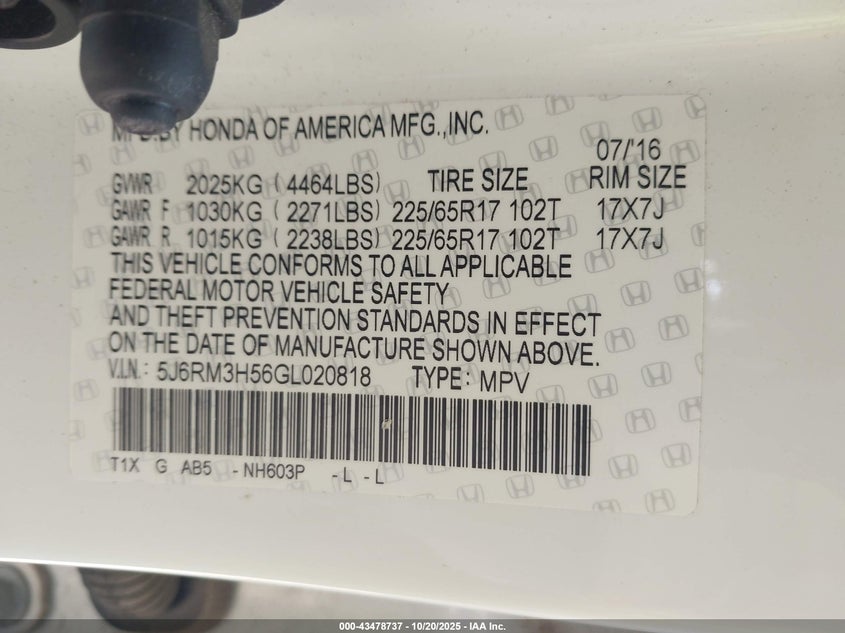 MFD. BY HONDA OF AMERICA MFG., INC.
07/'16
GVWR 2025KG ( 4464LBS) TIRE SIZE RIM SIZE
GAWR F 1030KG ( 2271LBS) 225/65R17 102T 17X7J
GAWR R 1015KG ( 2238LBS) 225/65R17 102T 17X7J
THIS VEHICLE CONFORMS TO ALL APPLICABLE
FEDERAL MOTOR VEHICLE SAFETY
AND THEFT PREVENTION STANDARDS IN EFFECT
ON THE DATE OF MANUFACTURE SHOWN ABOVE.
V.I.N.: 5J6RM3H56GL020818 TYPE: MPV
T1X G AB5 -NH603P -L -L
000-43478737 - 10/20/2025 - IAA Inc.